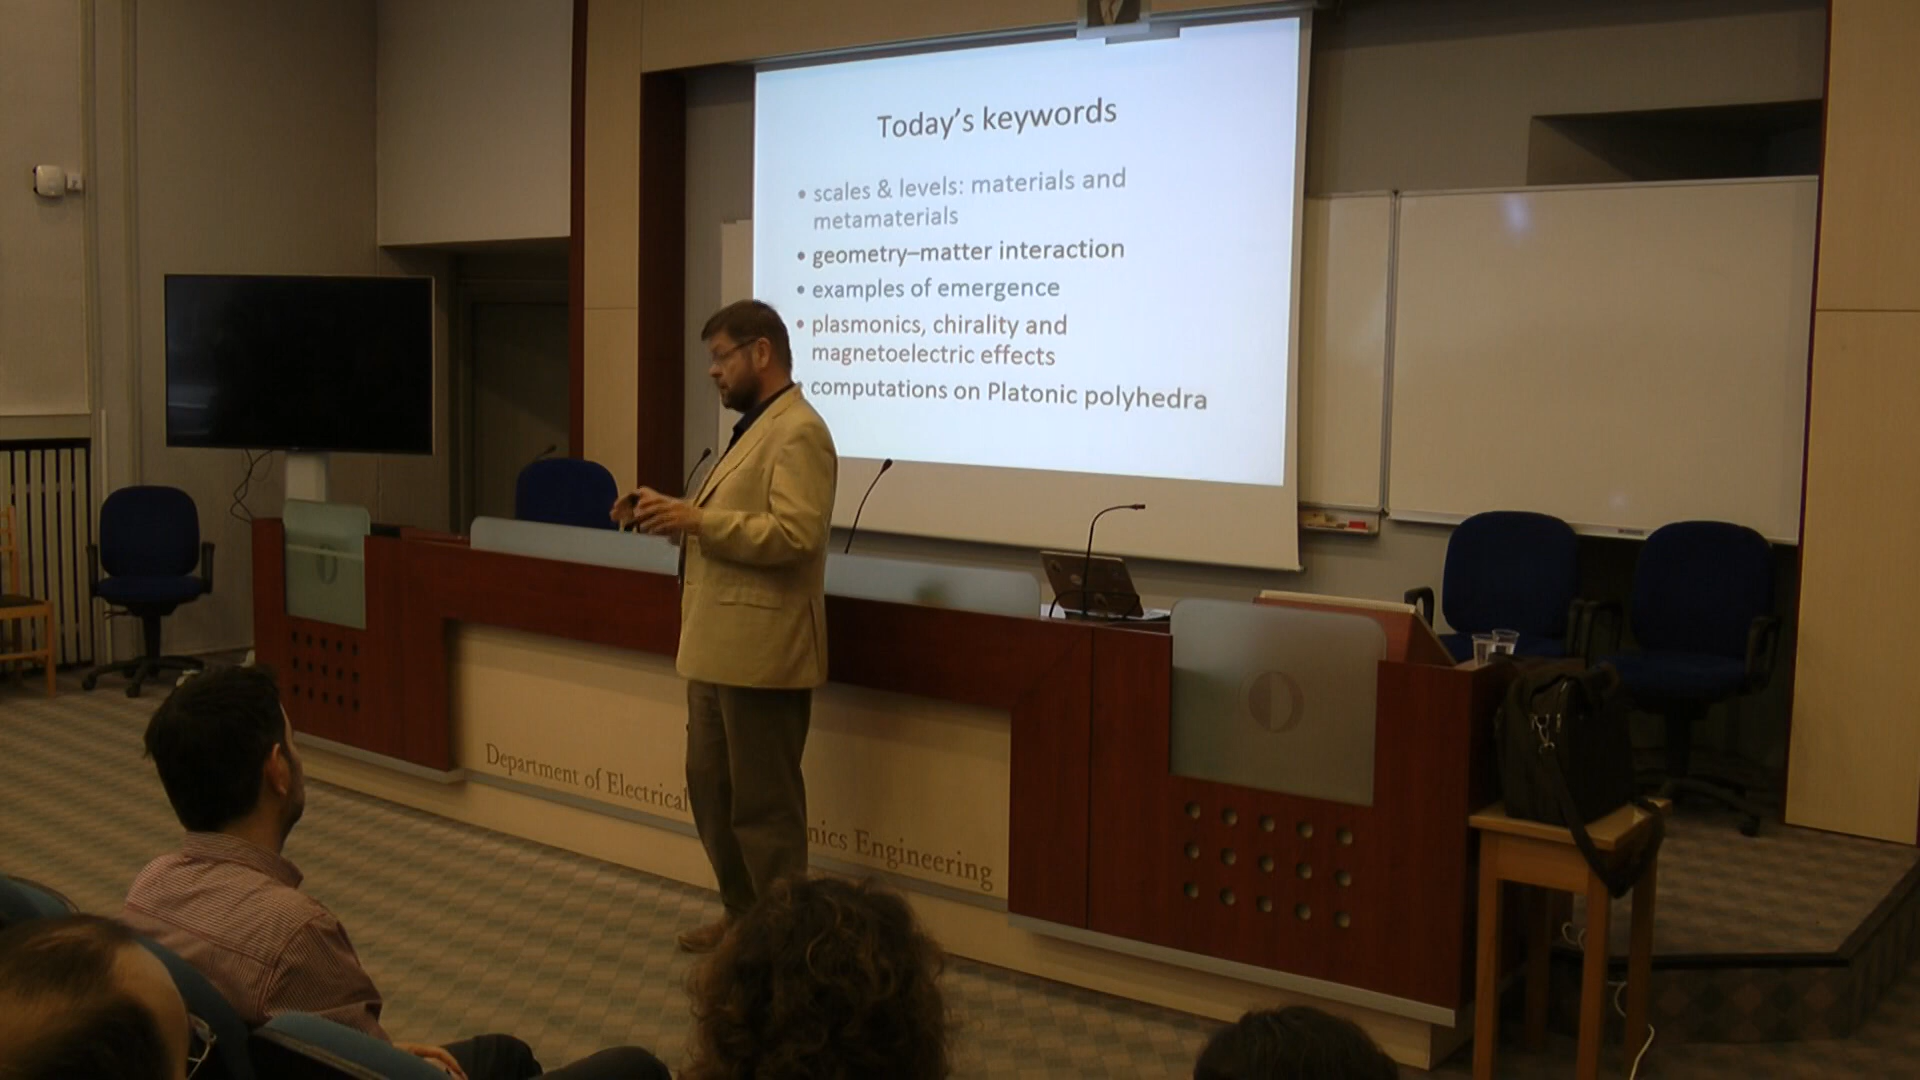 Today's keywords
• scales & levels: materials and
metamaterials
• geometry–matter interaction
• examples of emergence
• plasmonics, chirality and
magnetoelectric effects
• computations on Platonic polyhedra
Department of Electrical
nics Engineering